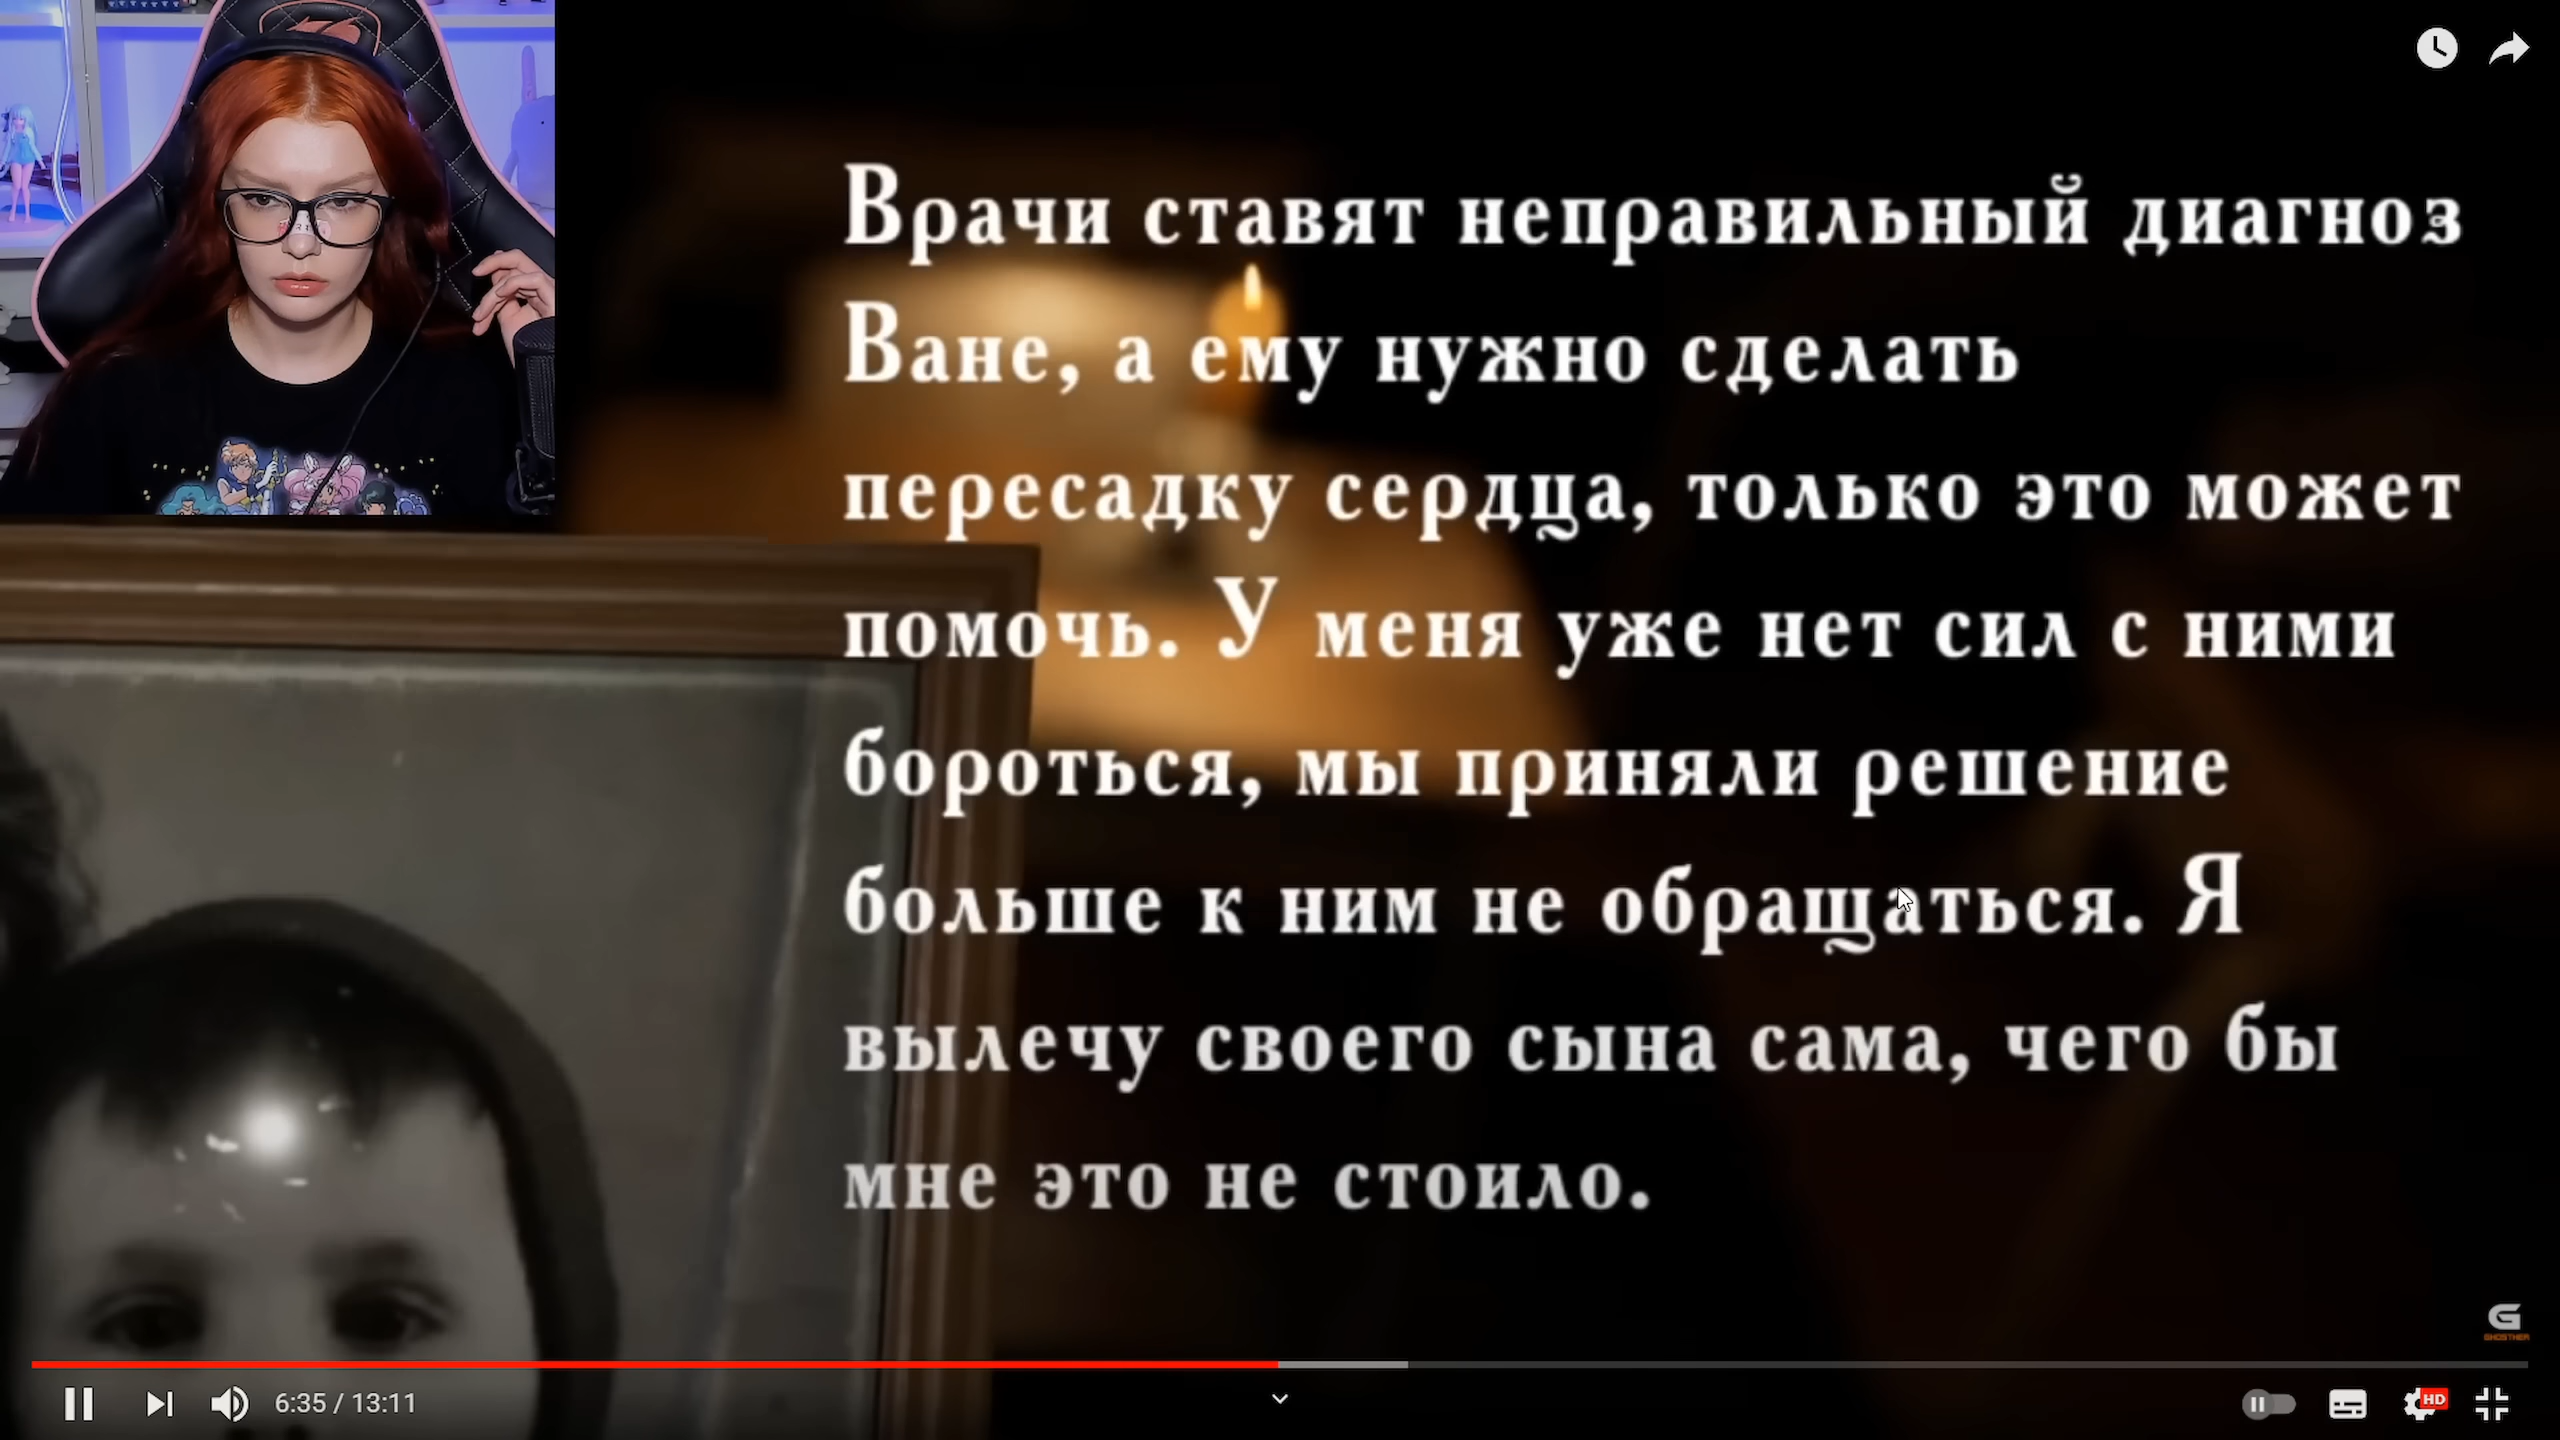 Врачи ставят неправильный диагноз
Ване, а ему нужно сделать
пересадку сердца, только это может
помочь. У меня уже нет сил с ними
бороться, мы приняли решение
больше к ним не обращаться. Я
вылечу своего сына сама, чего бы
мне это не стоило.
G
GHOSTHER
6:35 / 13:11
HD